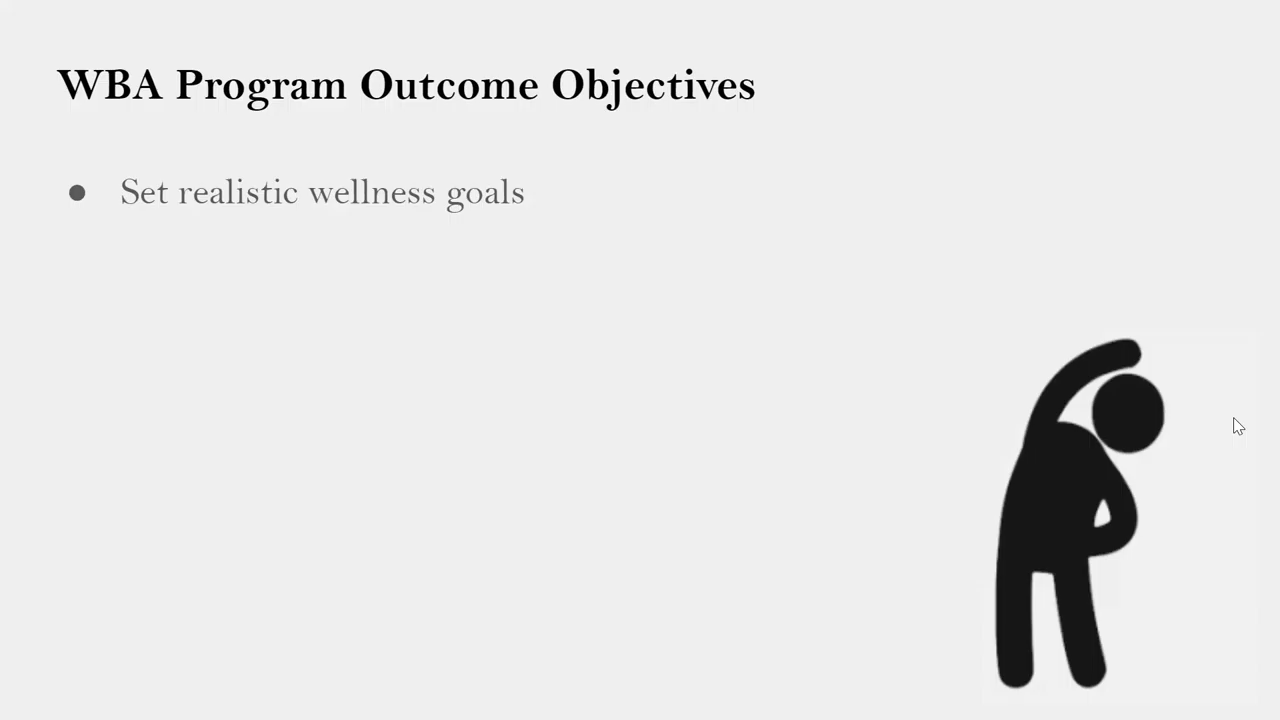 WBA Program Outcome Objectives
● Set realistic wellness goals